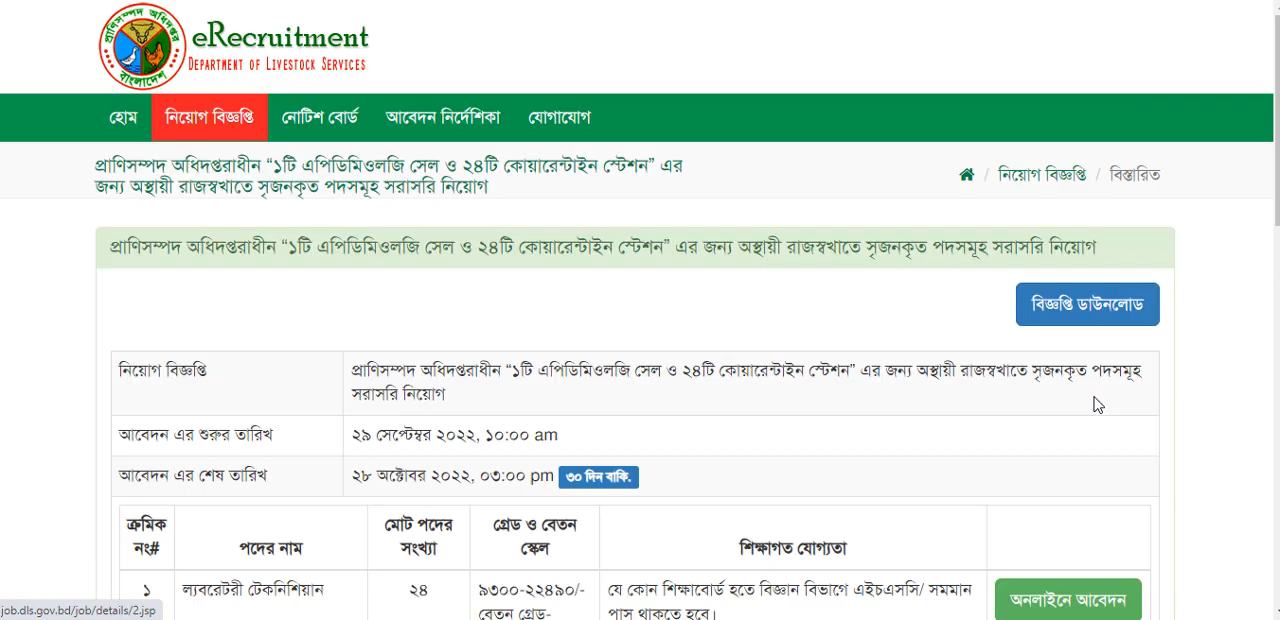 প্রাণিসম্পদ অধিদপ্তর
বাংলাদেশ
eRecruitment
DEPARTMENT OF LIVESTOCK SERVICES
হোম নিয়োগ বিজ্ঞপ্তি নোটিশ বোর্ড আবেদন নির্দেশিকা যোগাযোগ
প্রাণিসম্পদ অধিদপ্তরাধীন “১টি এপিডিমিওলজি সেল ও ২৪টি কোয়ারেন্টাইন স্টেশন” এর
জন্য অস্থায়ী রাজস্বখাতে সৃজনকৃত পদসমূহ সরাসরি নিয়োগ
/ নিয়োগ বিজ্ঞপ্তি / বিস্তারিত
প্রাণিসম্পদ অধিদপ্তরাধীন “১টি এপিডিমিওলজি সেল ও ২৪টি কোয়ারেন্টাইন স্টেশন” এর জন্য অস্থায়ী রাজস্বখাতে সৃজনকৃত পদসমূহ সরাসরি নিয়োগ
বিজ্ঞপ্তি ডাউনলোড
নিয়োগ বিজ্ঞপ্তি
প্রাণিসম্পদ অধিদপ্তরাধীন “১টি এপিডিমিওলজি সেল ও ২৪টি কোয়ারেন্টাইন স্টেশন” এর জন্য অস্থায়ী রাজস্বখাতে সৃজনকৃত পদসমূহ
সরাসরি নিয়োগ
আবেদন এর শুরুর তারিখ ২৯ সেপ্টেম্বর ২০২২, ১০:০০ am
আবেদন এর শেষ তারিখ ২৮ অক্টোবর ২০২২, ০৩:০০ pm ৩০ দিন বাকি.
ক্রমিক নং#
পদের নাম
মোট পদের সংখ্যা
গ্রেড ও বেতন স্কেল
শিক্ষাগত যোগ্যতা
১ ল্যবরেটরী টেকনিশিয়ান ২৪ ৯৩০০-২২৪৯০/- যে কোন শিক্ষাবোর্ড হতে বিজ্ঞান বিভাগে এইচএসসি/ সমমান অনলাইনে আবেদন
বেতন গ্রেড- পাস থাকতে হবে।
job.dls.gov.bd/job/details/2.jsp